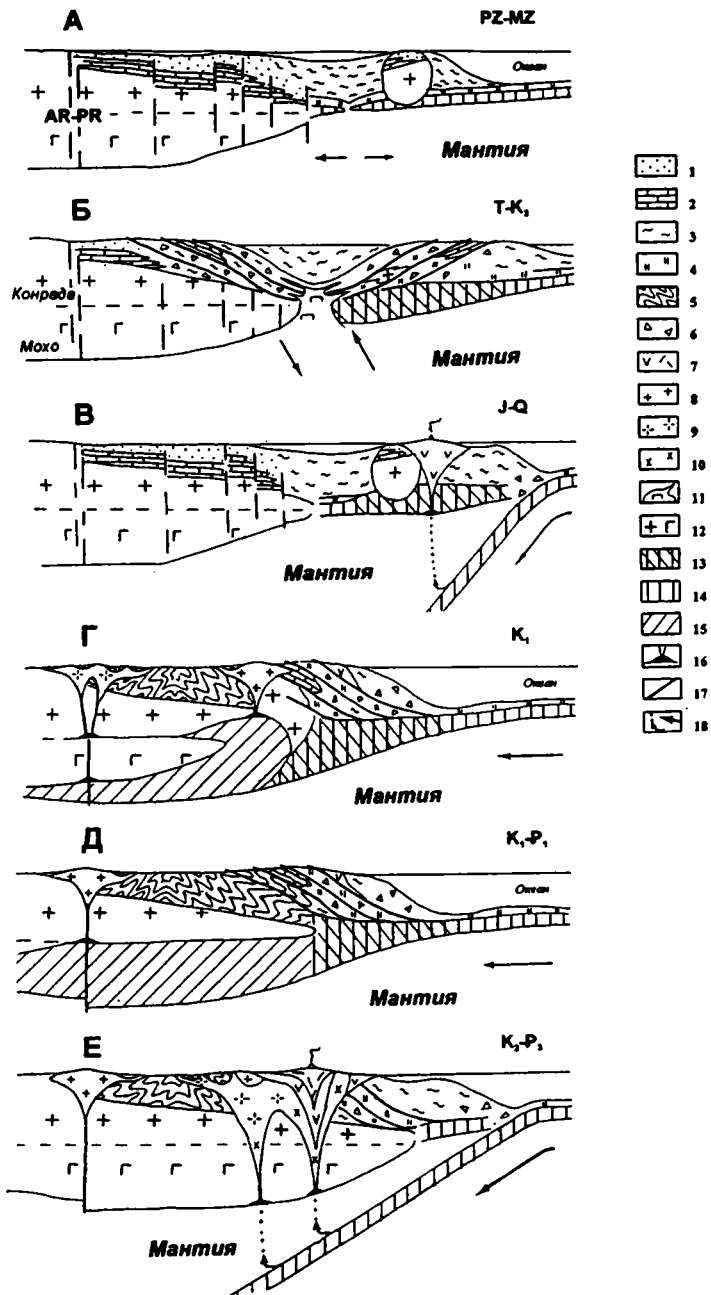 А
PZ-MZ
Океан
AR-PR
Мантия
Б
T-K₁
Конрада
Мохо
Мантия
В
J-Q
Мантия
Г
K₁
Океан
Мантия
Д
K₁-P₁
Океан
Мантия
Е
K₂-P₃
Мантия
1
2
3
4
5
6
7
8
9
10
11
12
13
14
15
16
17
18